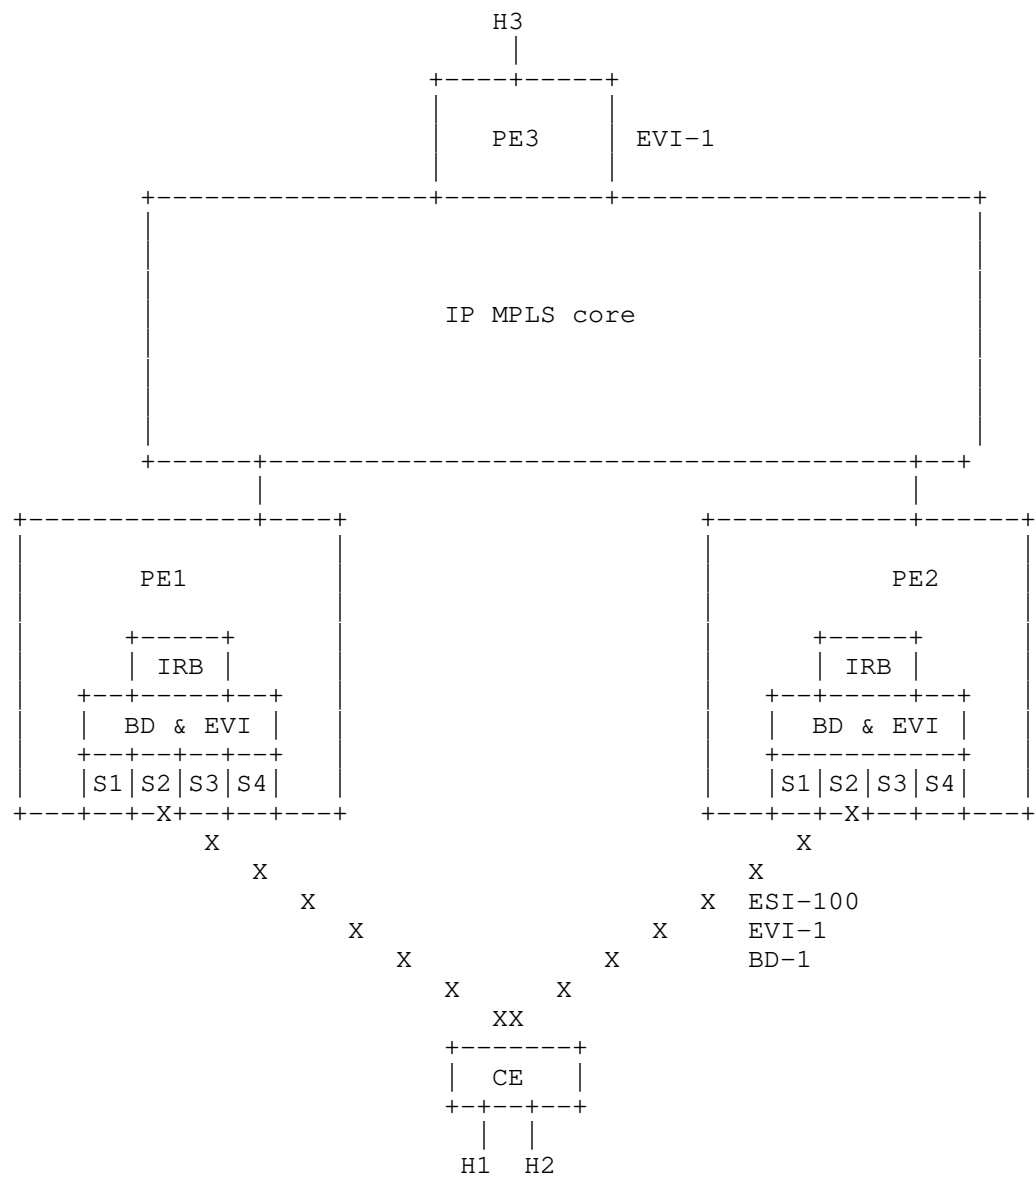 H3
PE3 EVI-1
IP MPLS core
PE1 PE2
IRB IRB
BD & EVI BD & EVI
|S1|S2|S3|S4| |S1|S2|S3|S4|
X X
X X
X X
X X ESI-100
X X EVI-1
X X BD-1
X X
XX
CE
H1 H2